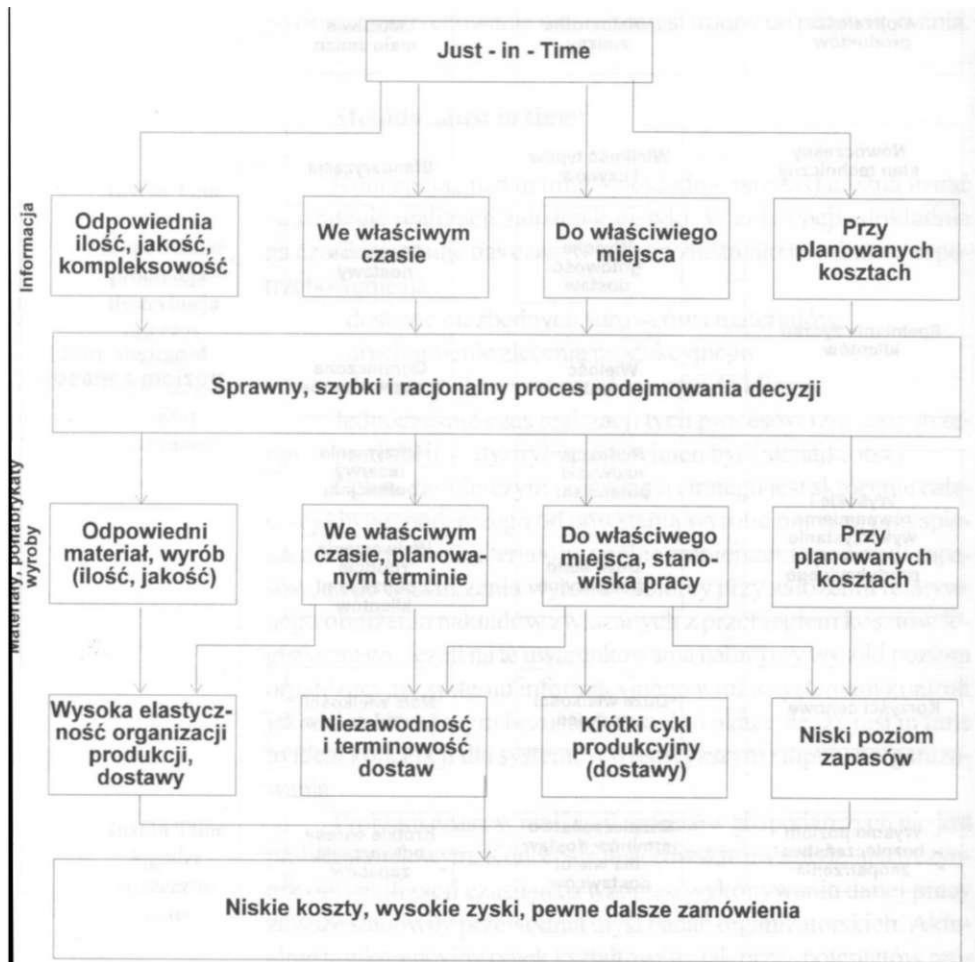 Just - in - Time
Informacja
Odpowiednia
ilość, jakość,
kompleksowość
We właściwym
czasie
Do właściwiego
miejsca
Przy
planowanych
kosztach
Sprawny, szybki i racjonalny proces podejmowania decyzji
Materiały, półfabrykaty
wyroby
Odpowiedni
materiał, wyrób
(ilość, jakość)
We właściwym
czasie, planowa-
nym terminie
Do właściwego
miejsca, stano-
wiska pracy
Przy
planowanych
kosztach
Wysoka elastycz-
ność organizacji
produkcji,
dostawy
Niezawodność
i terminowość
dostaw
Krótki cykl
produkcyjny
(dostawy)
Niski poziom
zapasów
Niskie koszty, wysokie zyski, pewne dalsze zamówienia